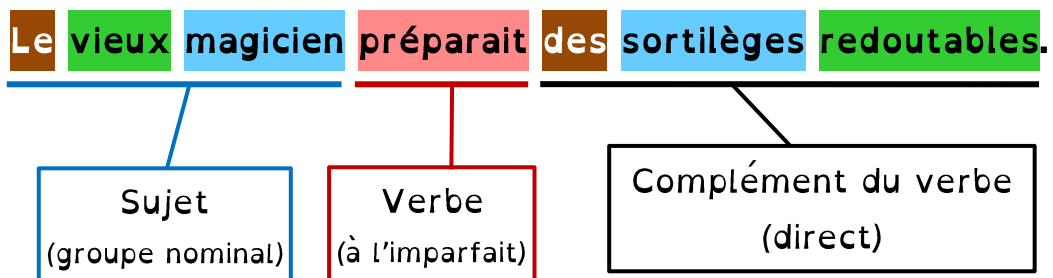 Le vieux magicien préparait des sortilèges redoutables.
Sujet
(groupe nominal)
Verbe
(à l'imparfait)
Complément du verbe
(direct)